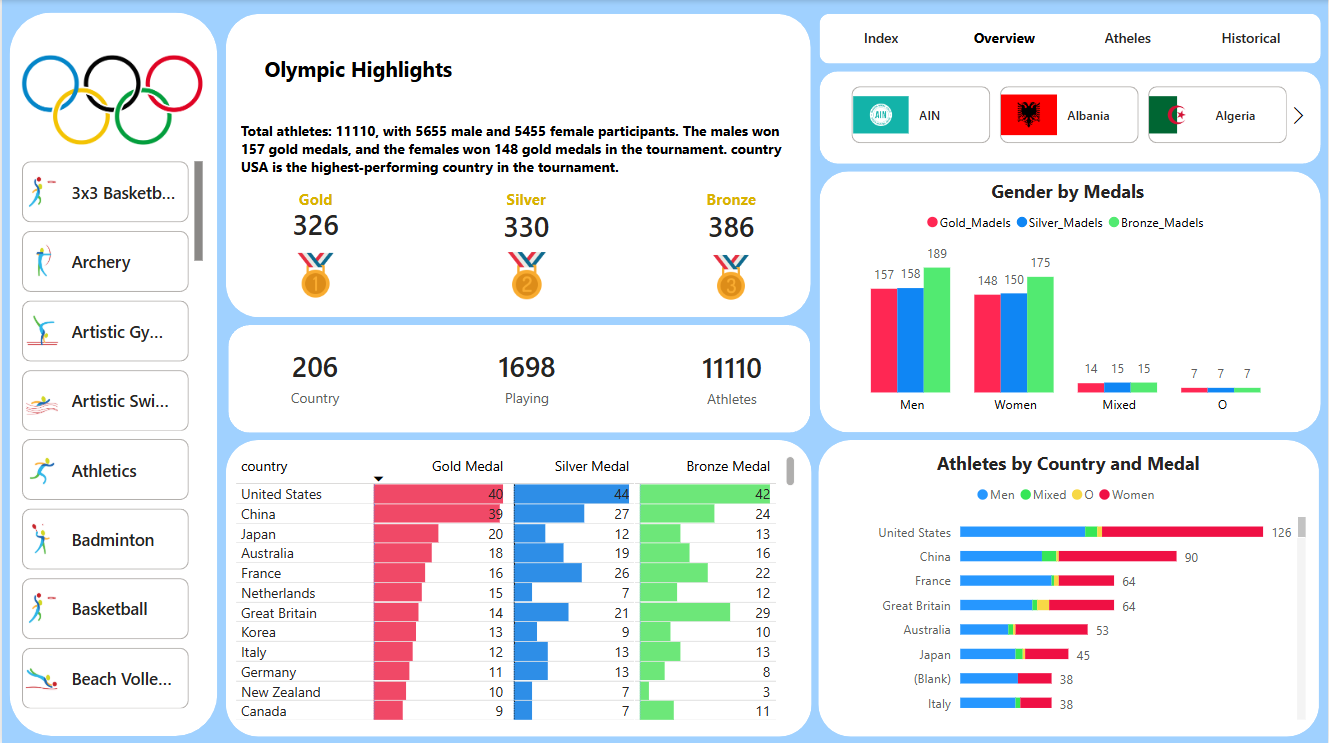 3x3 Basketb...
Archery
Artistic Gy...
Artistic Swi...
Athletics
Badminton
Basketball
Beach Volle...
Olympic Highlights
Total athletes: 11110, with 5655 male and 5455 female participants. The males won
157 gold medals, and the females won 148 gold medals in the tournament. country
USA is the highest-performing country in the tournament.
Gold Silver Bronze
326 330 386
1 2 3
206 1698 11110
Country Playing Athletes
country Gold Medal Silver Medal Bronze Medal
United States 40 44 42
China 39 27 24
Japan 20 12 13
Australia 18 19 16
France 16 26 22
Netherlands 15 7 12
Great Britain 14 21 29
Korea 13 9 10
Italy 12 13 13
Germany 11 13 8
New Zealand 10 7 3
Canada 9 7 11
Index Overview Atheles Historical
AIN AIN Albania Algeria
Gender by Medals
Gold_Madels Silver_Madels Bronze_Madels
157 158 189 148 150 175 14 15 15 7 7 7
Men Women Mixed O
Athletes by Country and Medal
Men Mixed O Women
United States 126
China 90
France 64
Great Britain 64
Australia 53
Japan 45
(Blank) 38
Italy 38